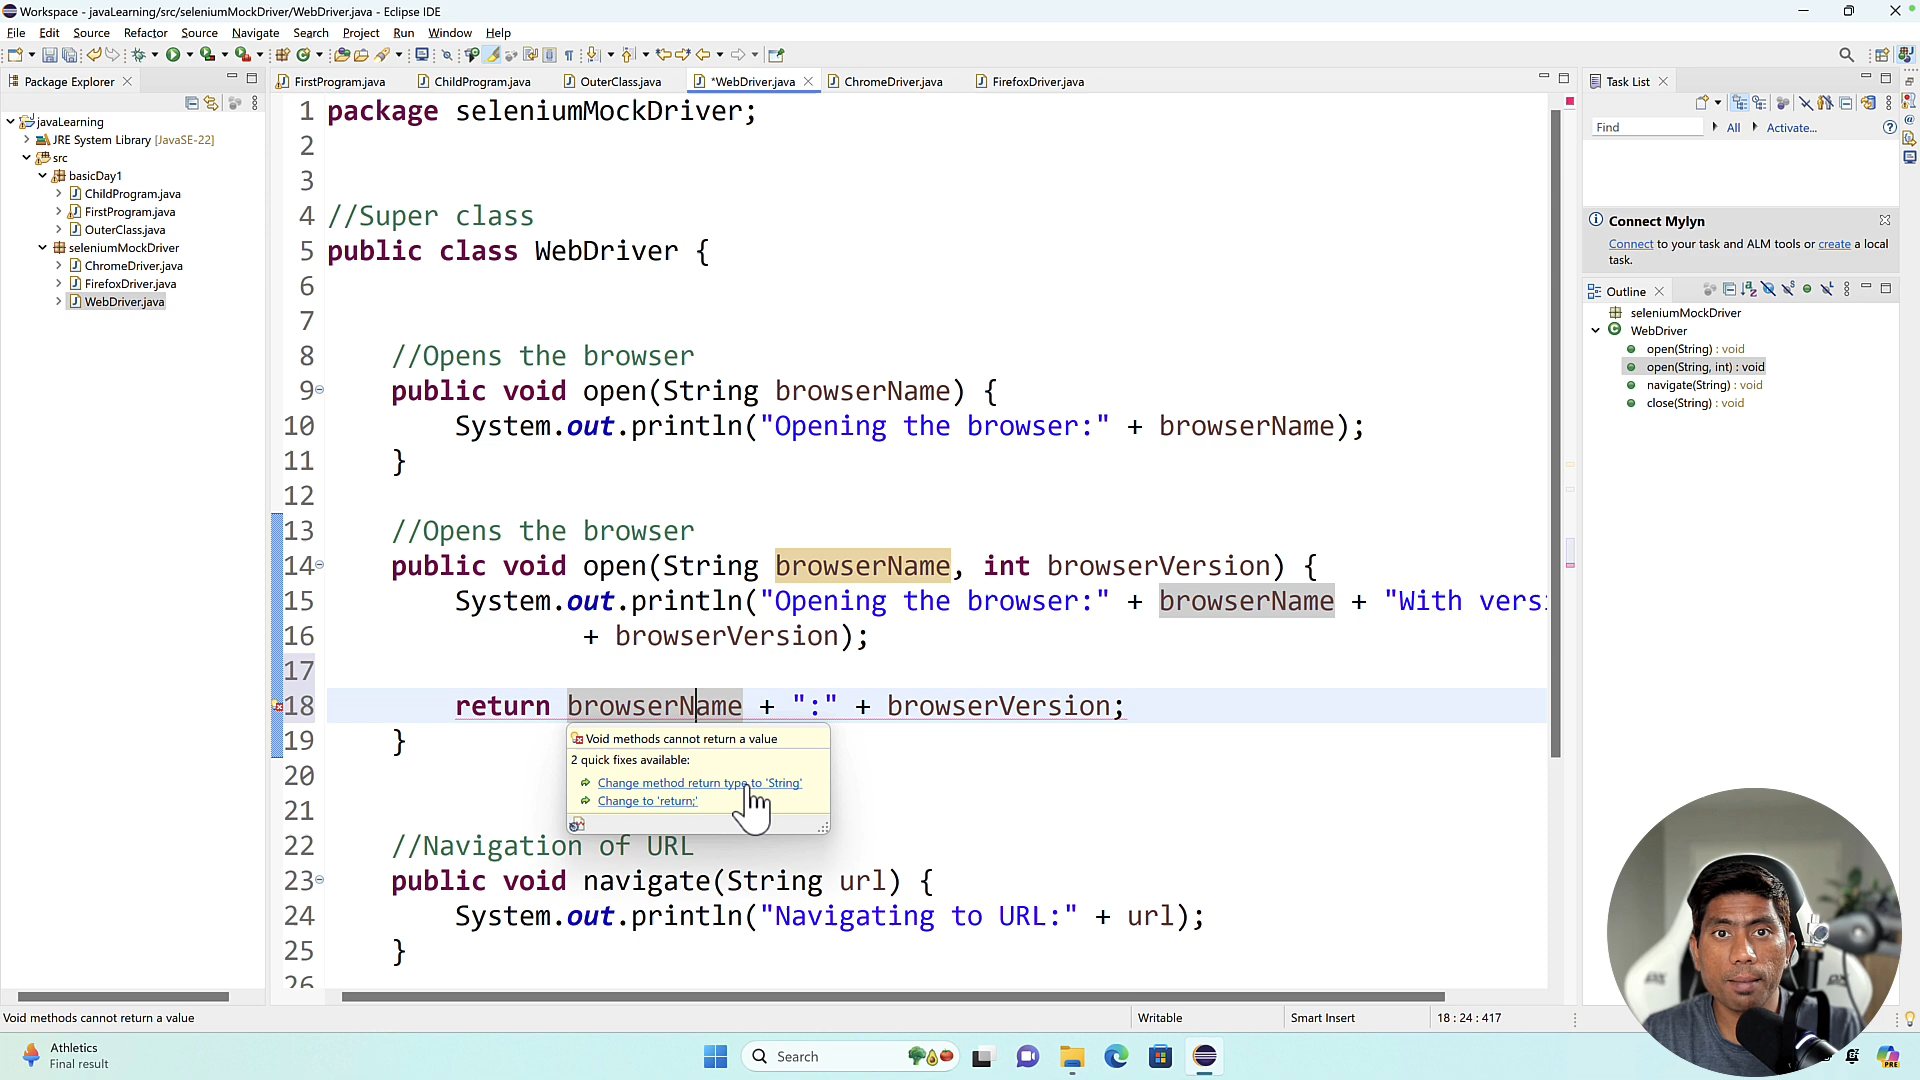 Workspace - javaLearning/src/seleniumMockDriver/WebDriver.java - Eclipse IDE
File Edit Source Refactor Source Navigate Search Project Run Window Help
Package Explorer
javaLearning
JRE System Library [JavaSE-22]
src
basicDay1
ChildProgram.java
FirstProgram.java
OuterClass.java
seleniumMockDriver
ChromeDriver.java
FirefoxDriver.java
WebDriver.java
FirstProgram.java ChildProgram.java OuterClass.java *WebDriver.java ChromeDriver.java FirefoxDriver.java
1 package seleniumMockDriver;
2
3
4 //Super class
5 public class WebDriver {
6
7
8 //Opens the browser
9 public void open(String browserName) {
10 System.out.println("Opening the browser:" + browserName);
11 }
12
13 //Opens the browser
14 public void open(String browserName, int browserVersion) {
15 System.out.println("Opening the browser:" + browserName + "With vers
16 + browserVersion);
17
18 return browserName + ":" + browserVersion;
19 }
20
21
22 //Navigation of URL
23 public void navigate(String url) {
24 System.out.println("Navigating to URL:" + url);
25 }
26
Void methods cannot return a value
2 quick fixes available:
Change method return type to 'String'
Change to 'return;'
Task List
Find All Activate...
Connect Mylyn
Connect to your task and ALM tools or create a local
task.
Outline
seleniumMockDriver
WebDriver
open(String) : void
open(String, int) : void
navigate(String) : void
close(String) : void
Void methods cannot return a value Writable Smart Insert 18 : 24 : 417
Athletics
Final result
Search
PRE